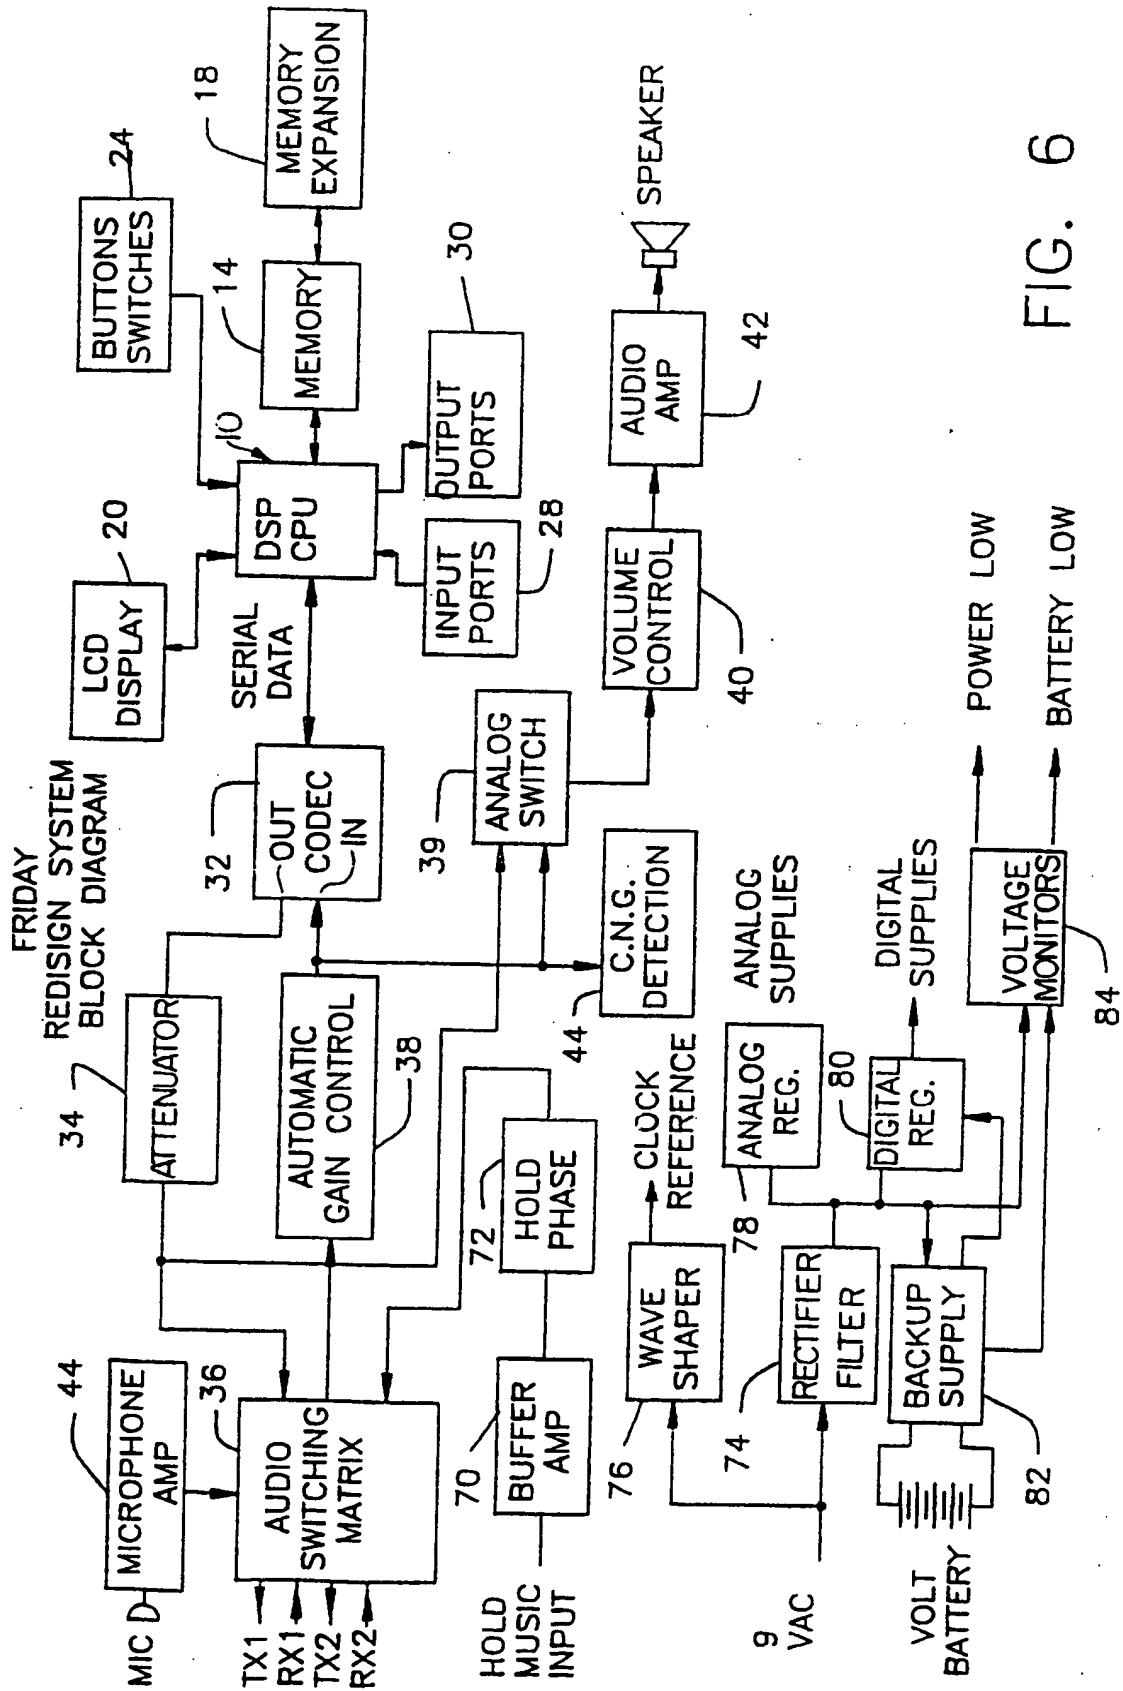 FRIDAY
REDISIGN SYSTEM
BLOCK DIAGRAM
44
MICROPHONE
AMP
MIC
36
AUDIO
SWITCHING
MATRIX
TX1
RX1
TX2
RX2
34
ATTENUATOR
AUTOMATIC
GAIN CONTROL
38
32
OUT
CODEC
IN
SERIAL
DATA
20
LCD
DISPLAY
24
BUTTONS
SWITCHES
10
DSP
CPU
14
MEMORY
18
MEMORY
EXPANSION
INPUT
PORTS
28
OUTPUT
PORTS
30
39
ANALOG
SWITCH
44
C.N.G.
DETECTION
VOLUME
CONTROL
40
AUDIO
AMP
42
SPEAKER
HOLD
MUSIC
INPUT
70
BUFFER
AMP
72
HOLD
PHASE
76
WAVE
SHAPER
CLOCK
REFERENCE
9
VAC
74
RECTIFIER
FILTER
78
ANALOG
REG.
ANALOG
SUPPLIES
80
DIGITAL
REG.
DIGITAL
SUPPLIES
VOLT
BATTERY
BACKUP
SUPPLY
82
VOLTAGE
MONITORS
84
POWER LOW
BATTERY LOW
FIG. 6